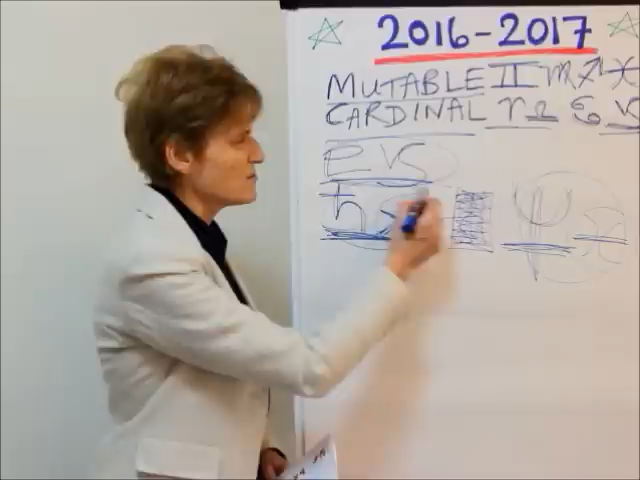 2016-2017
MUTABLE ♊ ♍ ♐ ♓
CARDINAL ♈ ♎ ♋ ♑
♇ ♑
♄
♆ ♓